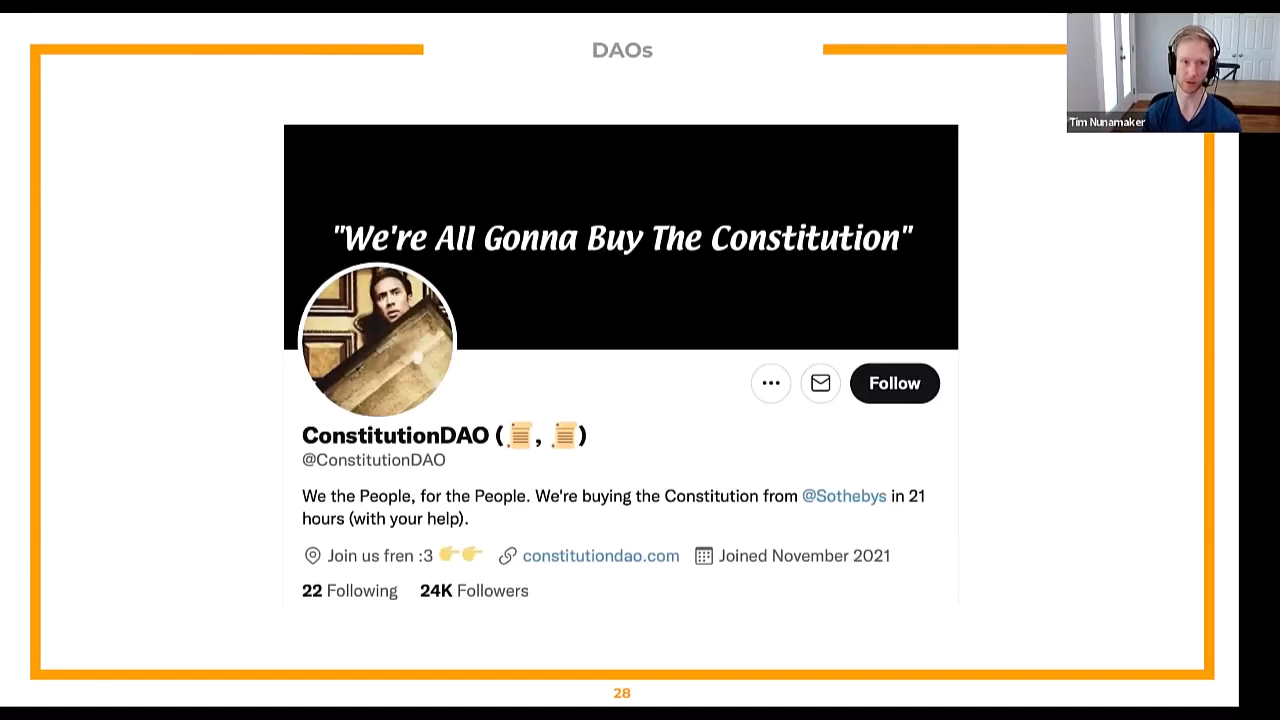 DAOs
Tim Nunamaker
"We're All Gonna Buy The Constitution"
Follow
ConstitutionDAO (📜, 📜)
@ConstitutionDAO
We the People, for the People. We're buying the Constitution from @Sothebys in 21
hours (with your help).
Join us fren :3 👉👉 constitutiondao.com Joined November 2021
22 Following 24K Followers
28